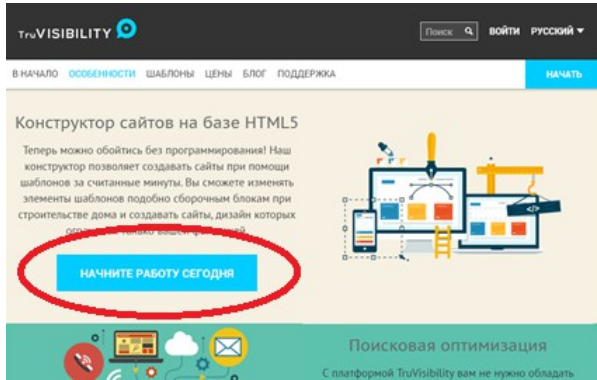 TruVISIBILITY
Поиск
ВОЙТИ РУССКИЙ
В НАЧАЛО ОСОБЕННОСТИ ШАБЛОНЫ ЦЕНЫ БЛОГ ПОДДЕРЖКА
НАЧАТЬ
Конструктор сайтов на базе HTML5
Теперь можно обойтись без программирования! Наш
конструктор позволяет создавать сайты при помощи
шаблонов за считанные минуты. Вы сможете изменять
элементы шаблонов подобно сборочным блокам при
строительстве дома и создавать сайты, дизайн которых
НАЧНИТЕ РАБОТУ СЕГОДНЯ
</>
Поисковая оптимизация
С платформой TruVisibility вам не нужно обладать